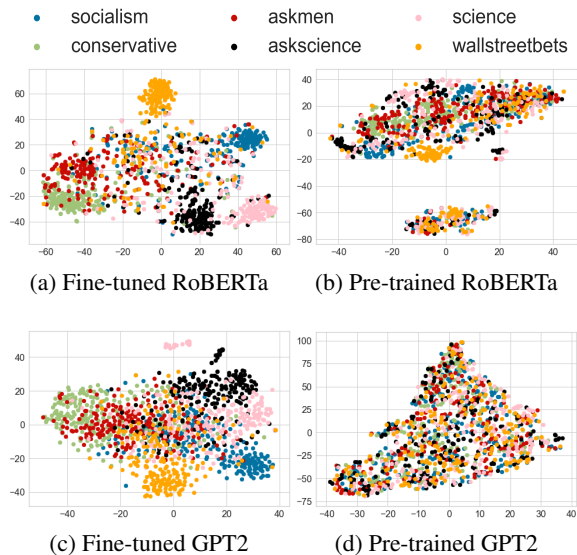 socialism askmen science
conservative askscience wallstreetbets
60
40
20
0
−20
−40
−60 −40 −20 0 20 40 60
(a) Fine-tuned RoBERTa
40
20
0
−20
−40
−60
−80
−40 −20 0 20 40
(b) Pre-trained RoBERTa
40
20
0
−20
−40
−40 −20 0 20 40
(c) Fine-tuned GPT2
100
75
50
25
0
−25
−50
−75
−40 −30 −20 −10 0 10 20 30 40
(d) Pre-trained GPT2